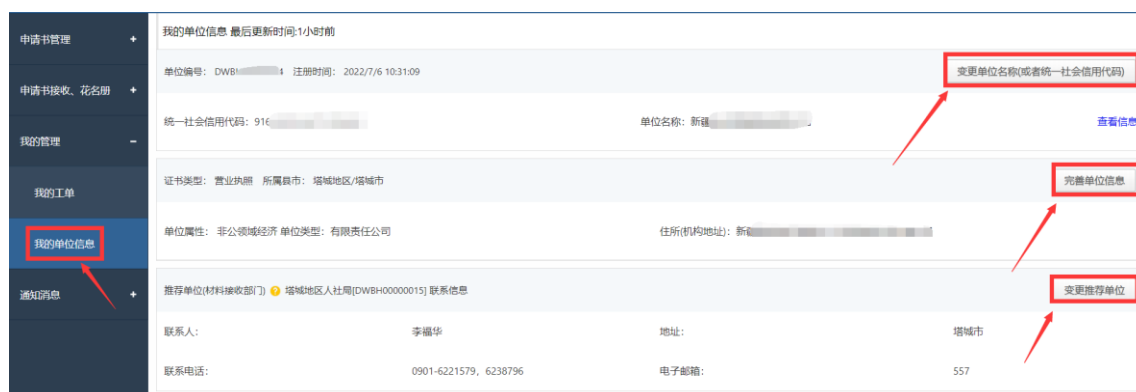 申请书管理 +
申请书接收、花名册 +
我的管理 −
我的工单
我的单位信息
通知消息 +
我的单位信息 最后更新时间:1小时前
单位编号: DWB 4 注册时间: 2022/7/6 10:31:09
变更单位名称(或者统一社会信用代码)
统一社会信用代码: 916 单位名称: 新疆
查看信息
证书类型: 营业执照 所属县市: 塔城地区/塔城市
完善单位信息
单位属性: 非公领域经济 单位类型: 有限责任公司 住所(机构地址): 新
推荐单位(材料接收部门) ? 塔城地区人社局[DWBH00000015] 联系信息
变更推荐单位
联系人: 李福华 地址: 塔城市
联系电话: 0901-6221579, 6238796 电子邮箱: 557